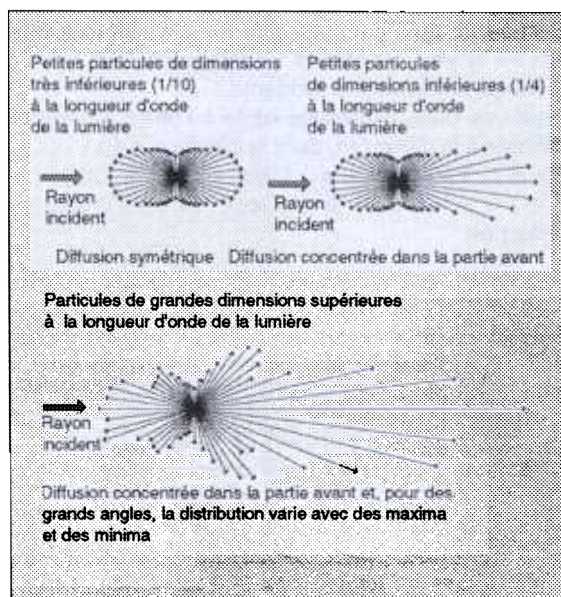 Petites particules de dimensions
très inférieures (1/10)
à la longueur d'onde
de la lumière
Petites particules
de dimensions inférieures (1/4)
à la longueur d'onde
de la lumière
Rayon
incident
Rayon
incident
Diffusion symétrique
Diffusion concentrée dans la partie avant
Particules de grandes dimensions supérieures
à la longueur d'onde de la lumière
Rayon
incident
Diffusion concentrée dans la partie avant et, pour des
grands angles, la distribution varie avec des maxima
et des minima